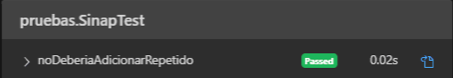 pruebas.SinapTest
noDeberiaAdicionarRepetido Passed 0.02s